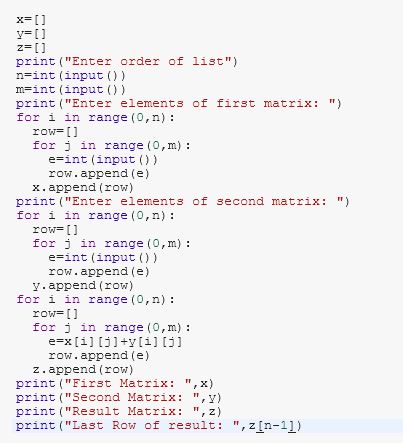 x=[]
y=[]
z=[]
print("Enter order of list")
n=int(input())
m=int(input())
print("Enter elements of first matrix: ")
for i in range(0,n):
  row=[]
  for j in range(0,m):
    e=int(input())
    row.append(e)
  x.append(row)
print("Enter elements of second matrix: ")
for i in range(0,n):
  row=[]
  for j in range(0,m):
    e=int(input())
    row.append(e)
  y.append(row)
for i in range(0,n):
  row=[]
  for j in range(0,m):
    e=x[i][j]+y[i][j]
    row.append(e)
  z.append(row)
print("First Matrix: ",x)
print("Second Matrix: ",y)
print("Result Matrix: ",z)
print("Last Row of result: ",z[n-1])